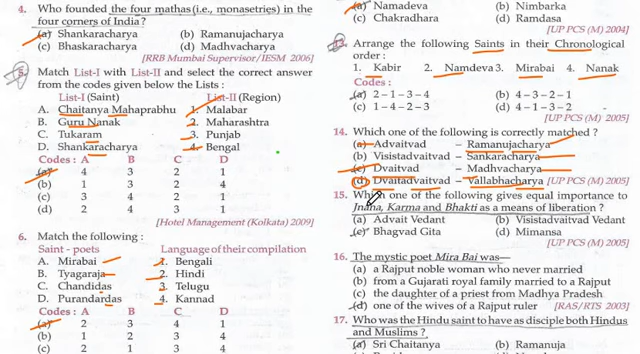 4. Who founded the four mathas (i.e., monasetries) in the
four corners of India ?
(a) Shankaracharya (b) Ramanujacharya
(c) Bhaskaracharya (d) Madhvacharya
[RRB Mumbai Supervisor/IESM 2006]
5. Match List-I with List-II and select the correct answer
from the codes given below the Lists :
List-I (Saint) List-II (Region)
A. Chaitanya Mahaprabhu 1. Malabar
B. Guru Nanak 2. Maharashtra
C. Tukaram 3. Punjab
D. Shankaracharya 4. Bengal
Codes : A B C D
(a) 4 3 2 1
(b) 1 3 2 4
(c) 3 4 2 1
(d) 2 4 3 1
[Hotel Management (Kolkata) 2009]
6. Match the following :
Saint - poets Language of their compilation
A. Mirabai 1. Bengali
B. Tyagaraja 2. Hindi
C. Chandidas 3. Telugu
D. Purandardas 4. Kannad
Codes : A B C D
(a) 2 3 4 1
(b) 1 2 3 4
(c) 2 1 3 4
(a) Namadeva (b) Nimbarka
(c) Chakradhara (d) Ramdasa
[UP PCS (M) 2004]
13. Arrange the following Saints in their Chronological
order :
1. Kabir 2. Namdeva 3. Mirabai 4. Nanak
Codes :
(a) 2 – 1 – 3 – 4 (b) 4 – 3 – 2 – 1
(c) 1 – 4 – 2 – 3 (d) 4 – 1 – 3 – 2
[UP PCS (M) 2005]
14. Which one of the following is correctly matched ?
(a) Advaitvad – Ramanujacharya
(b) Visistadvaitvad – Sankaracharya
(c) Dvaitvad – Madhvacharya
(d) Dvaitadvaitvad – Vallabhacharya [UP PCS (M) 2005]
15. Which one of the following gives equal importance to
Jnana, Karma and Bhakti as a means of liberation ?
(a) Advait Vedant (b) Visistadvaitvad Vedant
(c) Bhagvad Gita (d) Mimansa
[UP PCS (M) 2005]
16. The mystic poet Mira Bai was—
(a) a Rajput noble woman who never married
(b) from a Gujarati royal family married to a Rajput
(c) the daughter of a priest from Madhya Pradesh
(d) one of the wives of a Rajput ruler [RAS/RTS 2003]
17. Who was the Hindu saint to have as disciple both Hindus
and Muslims ?
(a) Sri Chaitanya (b) Ramanuja